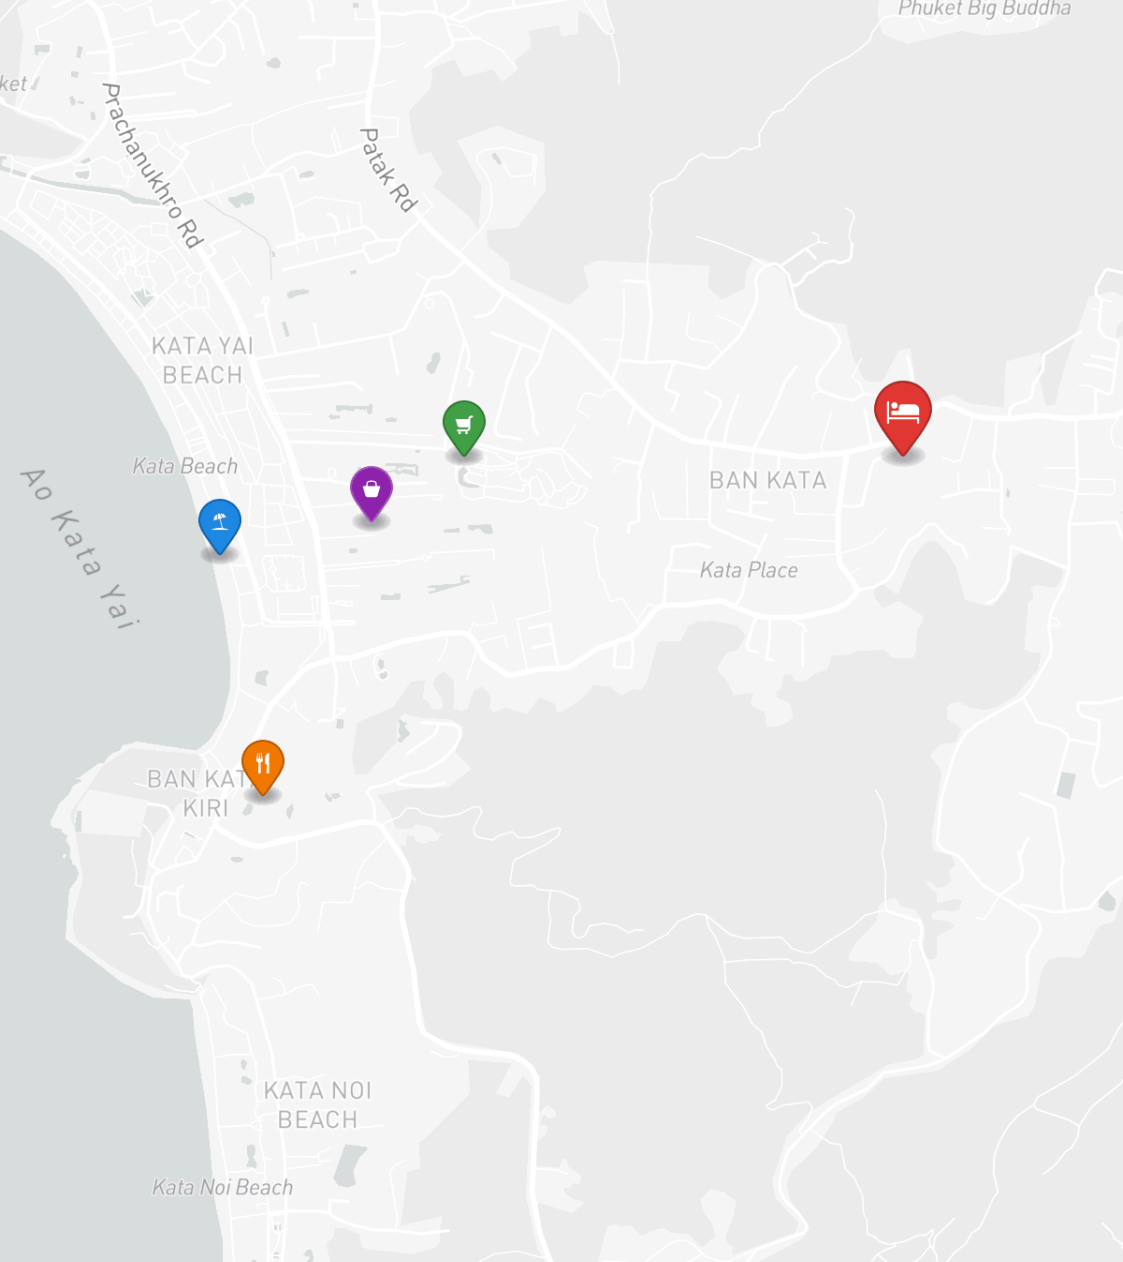 Phuket Big Buddha
ket
Prachanukhro Rd
Patak Rd
KATA YAI
BEACH
Kata Beach
Ao Kata Yai
BAN KATA
Kata Place
BAN KAT
KIRI
KATA NOI
BEACH
Kata Noi Beach